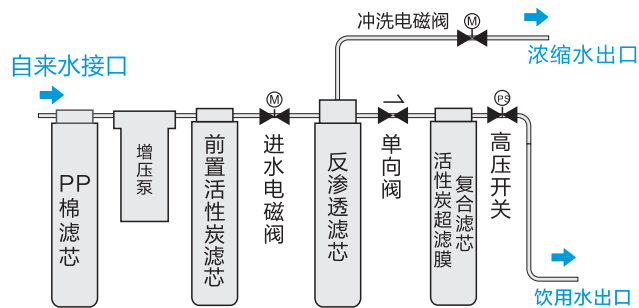 冲洗电磁阀
M
浓缩水出口
自来水接口
M
PS
PP
棉
滤
芯
增
压
泵
前
置
活
性
炭
滤
芯
进
水
电
磁
阀
反
渗
透
滤
芯
单
向
阀
活
性
炭
超
滤
膜
复
合
滤
芯
高
压
开
关
饮用水出口